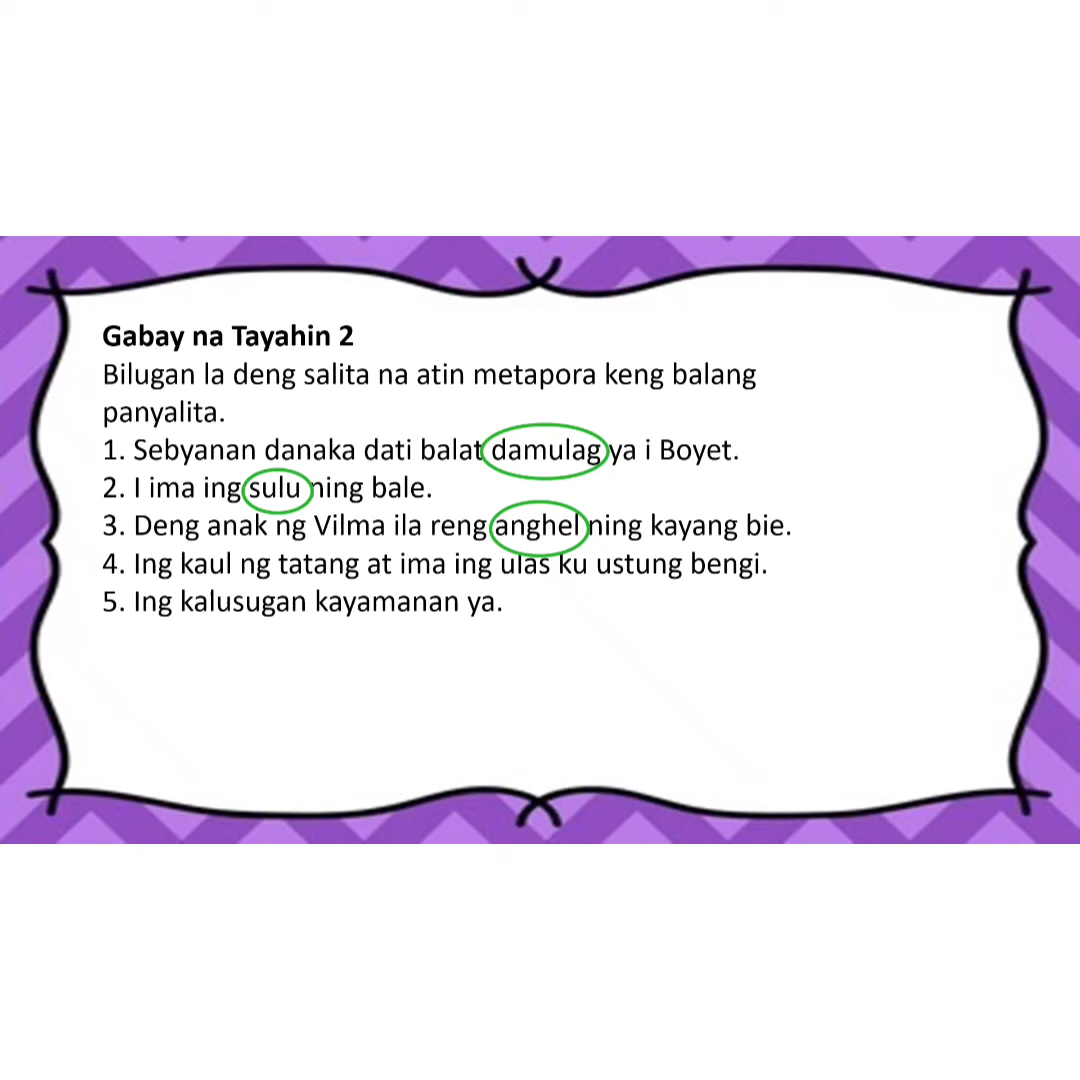 Gabay na Tayahin 2
Bilugan la deng salita na atin metapora keng balang
panyalita.
1. Sebyanan danaka dati balat damulag ya i Boyet.
2. I ima ing sulu ning bale.
3. Deng anak ng Vilma ila reng anghel ning kayang bie.
4. Ing kaul ng tatang at ima ing ulas ku ustung bengi.
5. Ing kalusugan kayamanan ya.